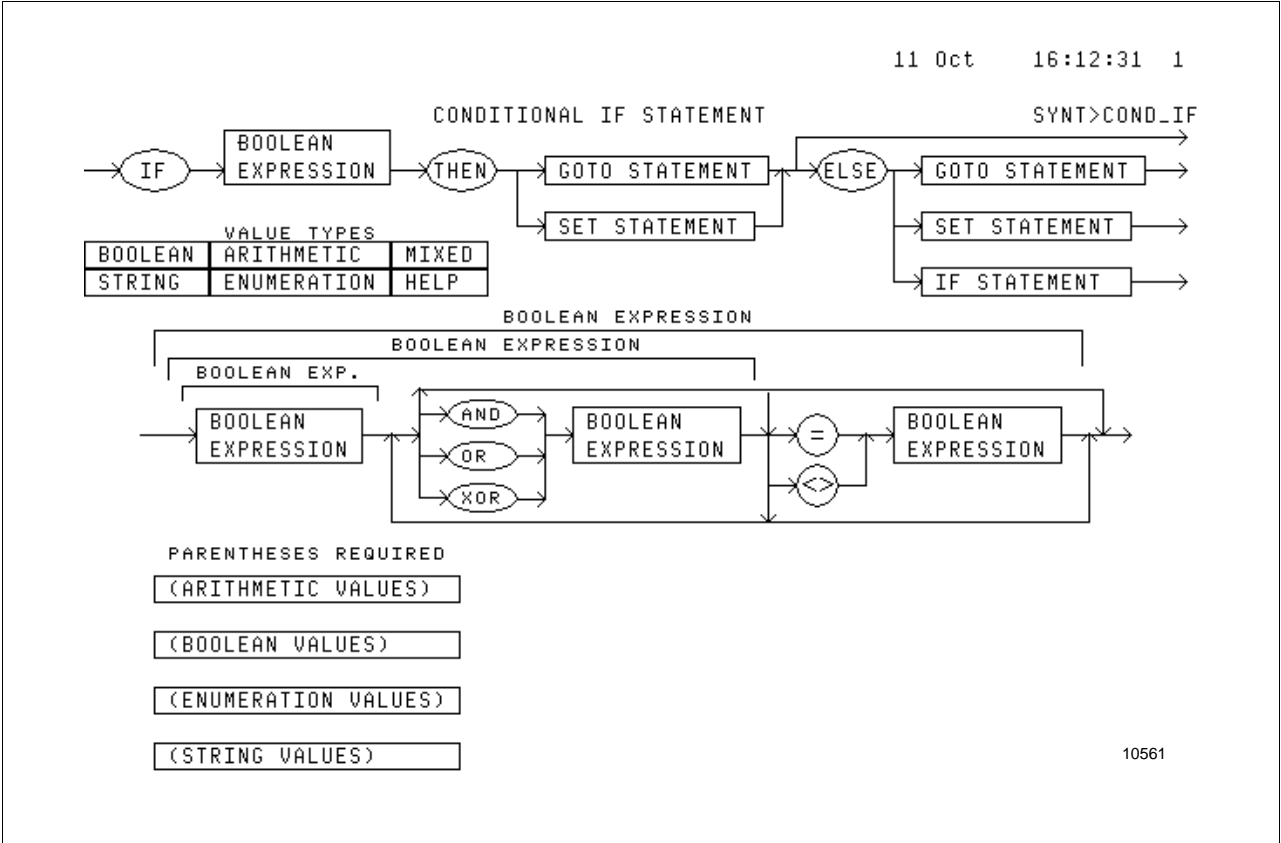 11 Oct 16:12:31 1
CONDITIONAL IF STATEMENT SYNT>COND_IF
IF
BOOLEAN
EXPRESSION
THEN
GOTO STATEMENT
ELSE
GOTO STATEMENT
SET STATEMENT
SET STATEMENT
IF STATEMENT
VALUE TYPES
BOOLEAN ARITHMETIC MIXED
STRING ENUMERATION HELP
BOOLEAN EXPRESSION
BOOLEAN EXPRESSION
BOOLEAN EXP.
BOOLEAN
EXPRESSION
AND
OR
XOR
BOOLEAN
EXPRESSION
=
<>
BOOLEAN
EXPRESSION
PARENTHESES REQUIRED
(ARITHMETIC VALUES)
(BOOLEAN VALUES)
(ENUMERATION VALUES)
(STRING VALUES)
10561